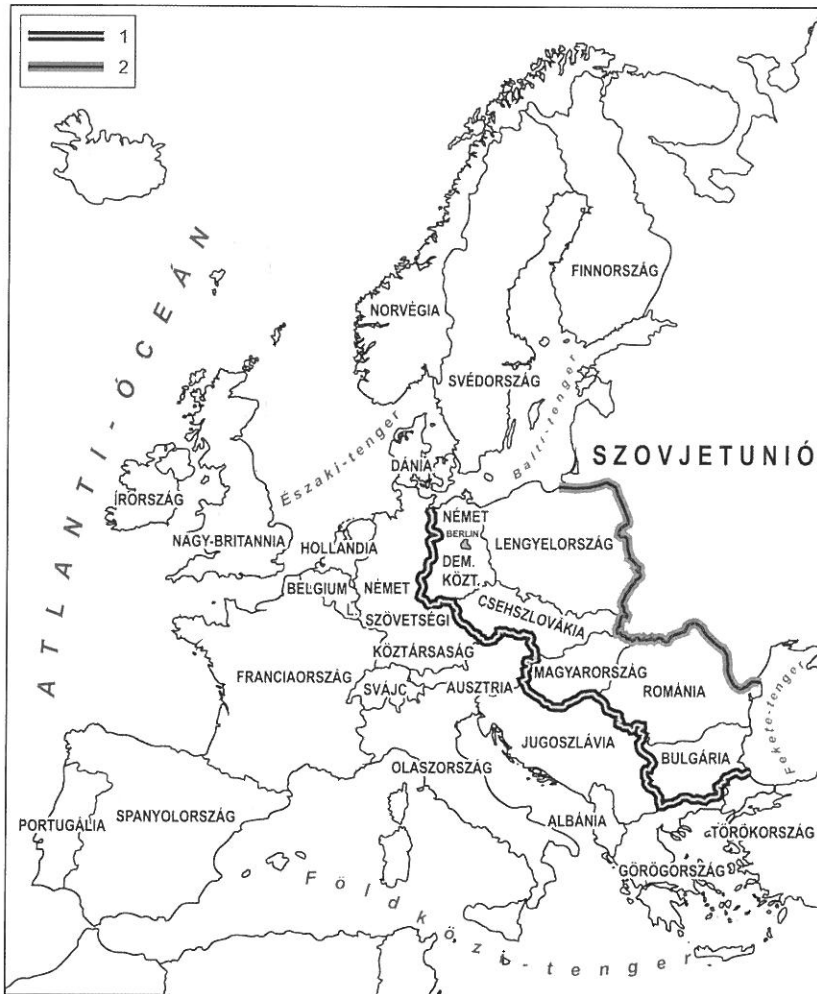 1
2
ATLANTI-ÓCEÁN
NORVÉGIA
FINNORSZÁG
SVÉDORSZÁG
Északi-tenger
Balti-tenger
DÁNIA
SZOVJETUNIÓ
ÍRORSZÁG
NAGY-BRITANNIA
HOLLANDIA
NÉMET
BERLIN
DEM.
KÖZT.
LENGYELORSZÁG
BELGIUM
L.
NÉMET
SZÖVETSÉGI
KÖZTÁRSASÁG
CSEHSZLOVÁKIA
FRANCIAORSZÁG
SVÁJC
AUSZTRIA
MAGYARORSZÁG
ROMÁNIA
Fekete-tenger
JUGOSZLÁVIA
BULGÁRIA
OLASZORSZÁG
PORTUGÁLIA
SPANYOLORSZÁG
ALBÁNIA
TÖRÖKORSZÁG
GÖRÖGORSZÁG
Földközi-tenger